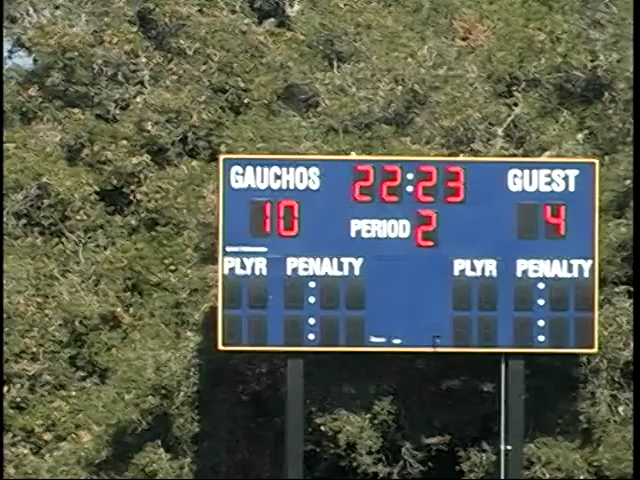 GAUCHOS 22:23 GUEST
10 PERIOD 2 4
PLYR PENALTY PLYR PENALTY